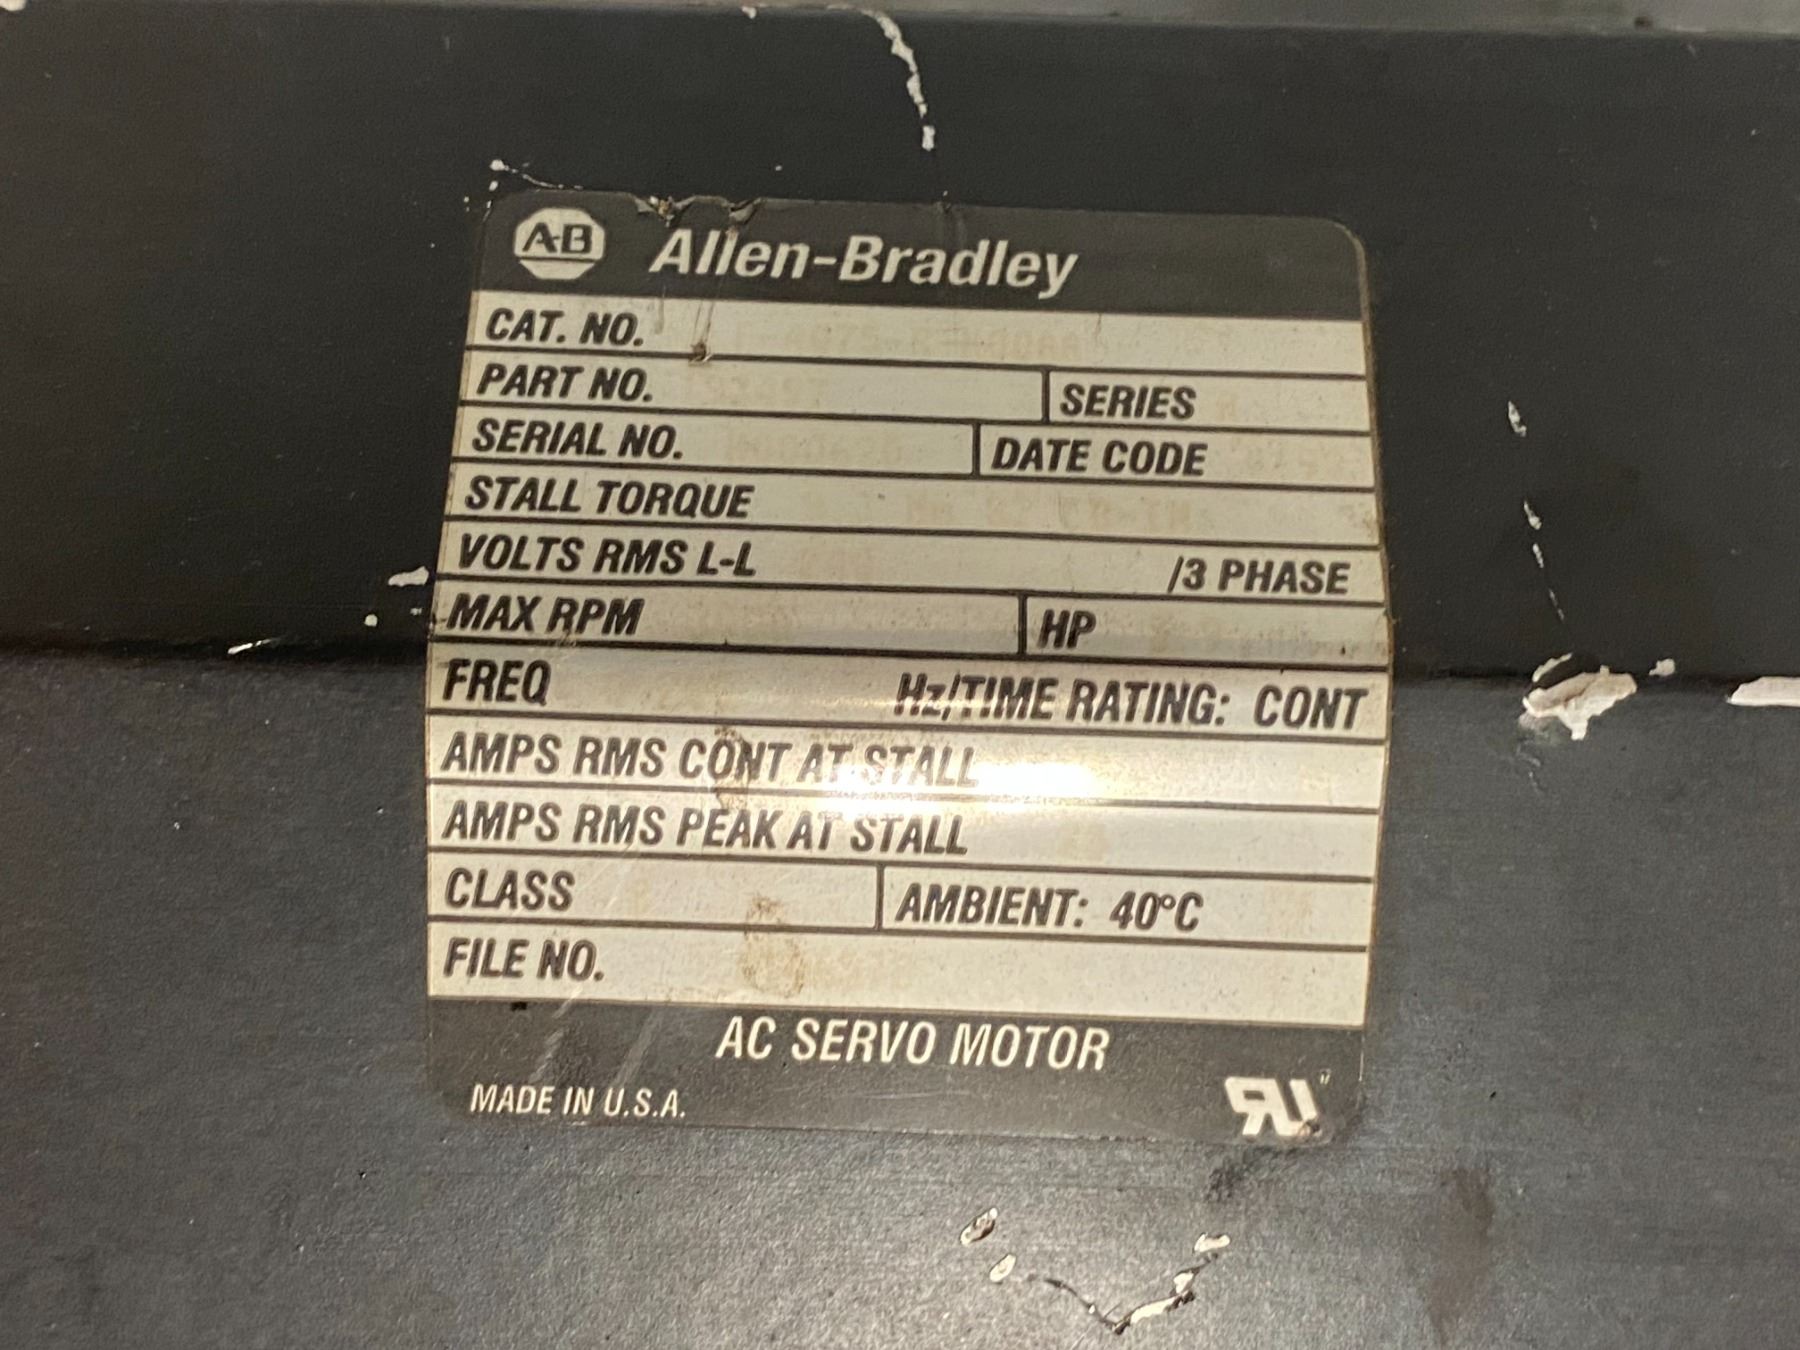 A-B Allen-Bradley
CAT. NO.
PART NO. SERIES
SERIAL NO. DATE CODE
STALL TORQUE
VOLTS RMS L-L /3 PHASE
MAX RPM HP
FREQ Hz/TIME RATING: CONT
AMPS RMS CONT AT STALL
AMPS RMS PEAK AT STALL
CLASS AMBIENT: 40°C
FILE NO.
AC SERVO MOTOR
MADE IN U.S.A.